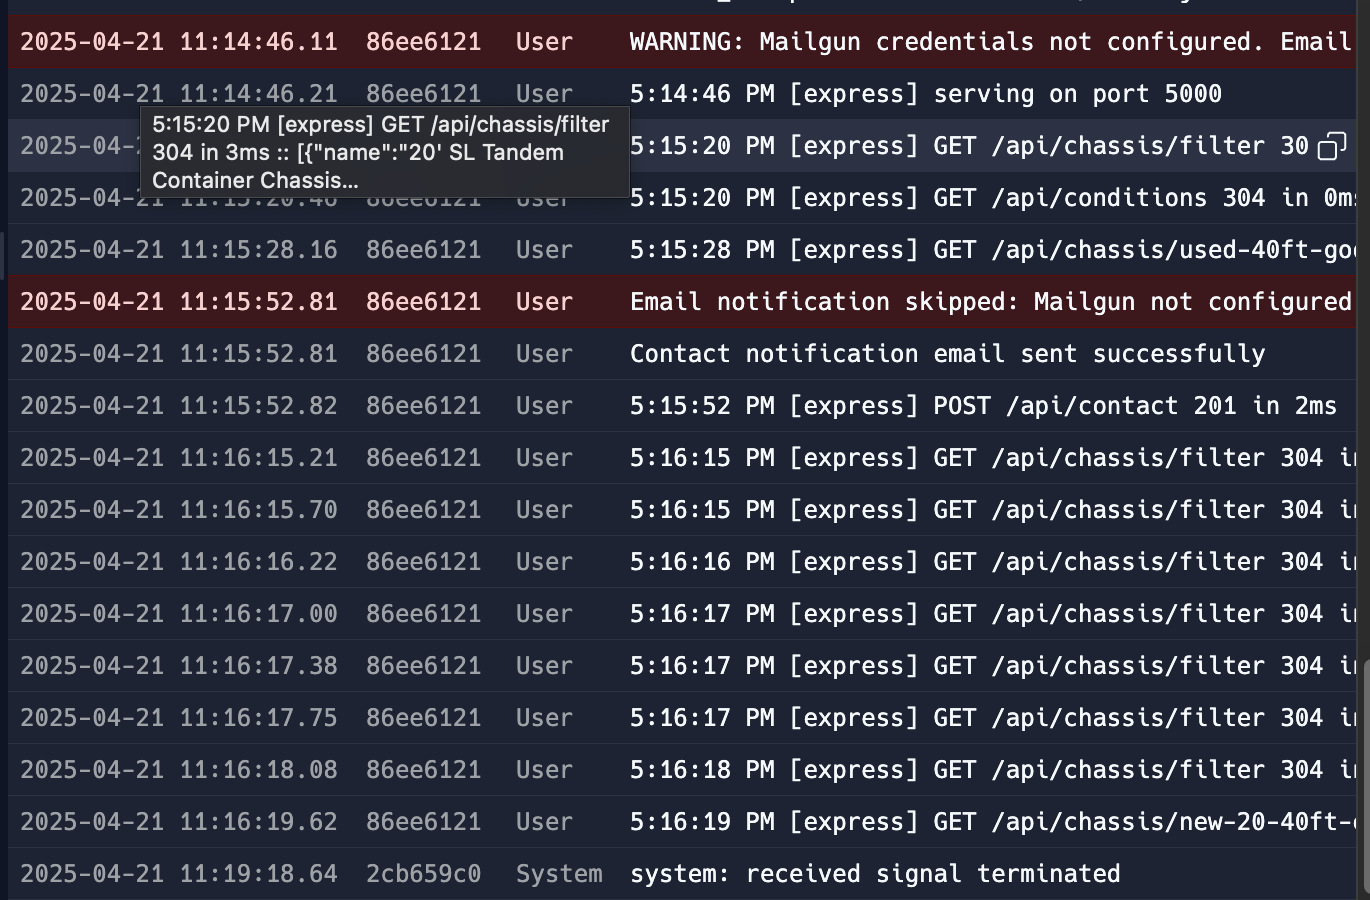 2025-04-21 11:14:46.11 86ee6121 User WARNING: Mailgun credentials not configured. Email
2025-04-21 11:14:46.21 86ee6121 User 5:14:46 PM [express] serving on port 5000
5:15:20 PM [express] GET /api/chassis/filter
304 in 3ms :: [{"name":"20' SL Tandem
Container Chassis...
2025-04- 5:15:20 PM [express] GET /api/chassis/filter 30
2025-04-21 11:15:20.46 86ee6121 User 5:15:20 PM [express] GET /api/conditions 304 in 0ms
2025-04-21 11:15:28.16 86ee6121 User 5:15:28 PM [express] GET /api/chassis/used-40ft-goo
2025-04-21 11:15:52.81 86ee6121 User Email notification skipped: Mailgun not configured
2025-04-21 11:15:52.81 86ee6121 User Contact notification email sent successfully
2025-04-21 11:15:52.82 86ee6121 User 5:15:52 PM [express] POST /api/contact 201 in 2ms
2025-04-21 11:16:15.21 86ee6121 User 5:16:15 PM [express] GET /api/chassis/filter 304 in
2025-04-21 11:16:15.70 86ee6121 User 5:16:15 PM [express] GET /api/chassis/filter 304 in
2025-04-21 11:16:16.22 86ee6121 User 5:16:16 PM [express] GET /api/chassis/filter 304 in
2025-04-21 11:16:17.00 86ee6121 User 5:16:17 PM [express] GET /api/chassis/filter 304 in
2025-04-21 11:16:17.38 86ee6121 User 5:16:17 PM [express] GET /api/chassis/filter 304 in
2025-04-21 11:16:17.75 86ee6121 User 5:16:17 PM [express] GET /api/chassis/filter 304 in
2025-04-21 11:16:18.08 86ee6121 User 5:16:18 PM [express] GET /api/chassis/filter 304 in
2025-04-21 11:16:19.62 86ee6121 User 5:16:19 PM [express] GET /api/chassis/new-20-40ft-
2025-04-21 11:19:18.64 2cb659c0 System system: received signal terminated